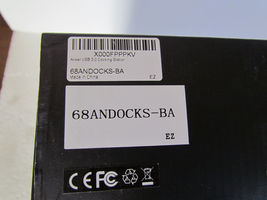 X000FPPPKV
Anker USB 3.0 Docking Station
68ANDOCKS-BA
Made in China
EZ
68ANDOCKS-BA
EZ
CE FC